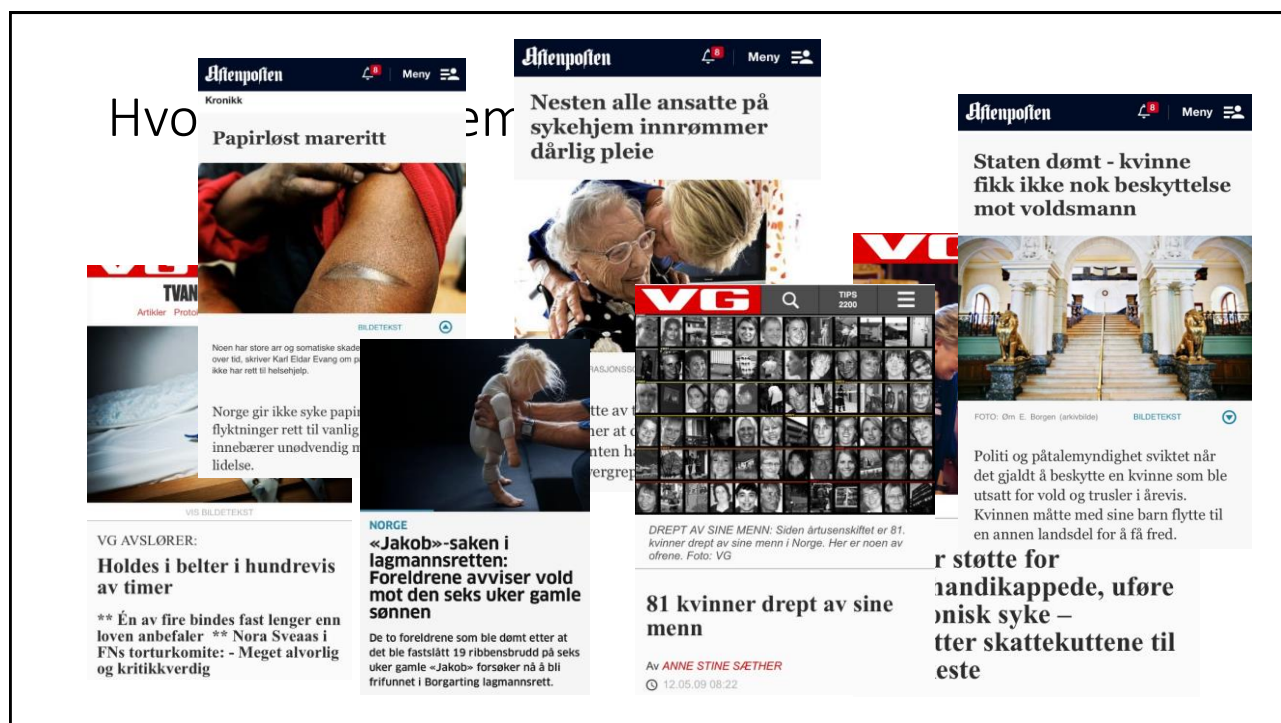 Aftenposten
8
Meny
Kronikk
Papirløst mareritt
BILDETEKST
Noen har store arr og somatiske skade
over tid, skriver Karl Eldar Evang om
ikke har rett til helsehjelp.
Norge gir ikke syke
flyktninger rett til vanlig
innebærer unødvendig
lidelse.
Aftenposten
8
Meny
Nesten alle ansatte på
sykehjem innrømmer
dårlig pleie
Aftenposten
8
Meny
Staten dømt - kvinne
fikk ikke nok beskyttelse
mot voldsmann
FOTO: Ørn E. Borgen (arkivbilde)
BILDETEKST
Politi og påtalemyndighet sviktet når
det gjaldt å beskytte en kvinne som ble
utsatt for vold og trusler i årevis.
Kvinnen måtte med sine barn flytte til
en annen landsdel for å få fred.
VG
TVAN
Artikler
VIS BILDETEKST
VG AVSLØRER:
Holdes i belter i hundrevis
av timer
** Én av fire bindes fast lenger enn
loven anbefaler ** Nora Sveaas i
FNs torturkomite: - Meget alvorlig
og kritikkverdig
NORGE
«Jakob»-saken i
lagmannsretten:
Foreldrene avviser vold
mot den seks uker gamle
sønnen
De to foreldrene som ble dømt etter at
det ble fastslått 19 ribbensbrudd på seks
uker gamle «Jakob» forsøker nå å bli
frifunnet i Borgarting lagmannsrett.
VG
TIPS
2200
DREPT AV SINE MENN: Siden årtusenskiftet er 81.
kvinner drept av sine menn i Norge. Her er noen av
ofrene. Foto: VG
81 kvinner drept av sine
menn
Av ANNE STINE SÆTHER
12.05.09 08:22
VG
støtte for
handikappede, uføre
syke –
skattekuttene til